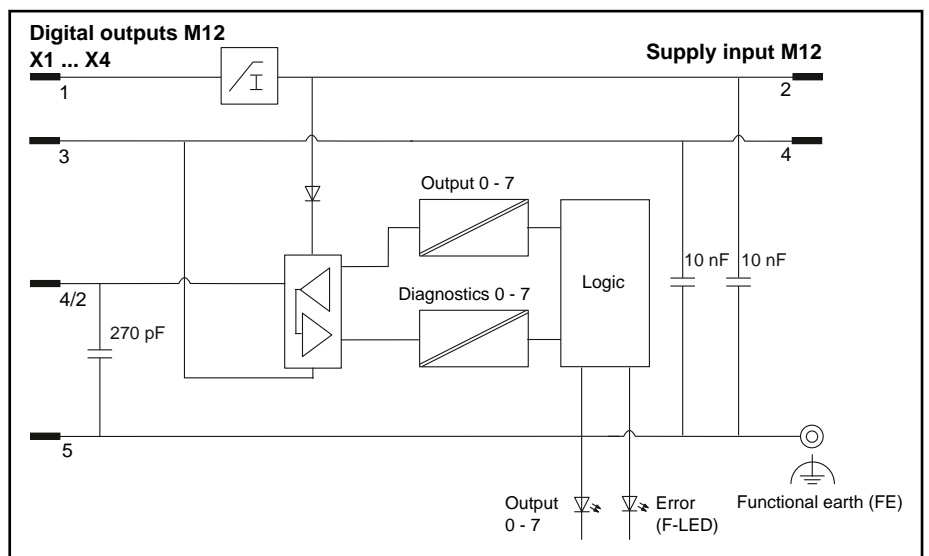 Digital outputs M12
X1 ... X4
Supply input M12
1
2
3
4
Output 0 - 7
10 nF
10 nF
Logic
4/2
Diagnostics 0 - 7
270 pF
5
Output
0 - 7
Error
(F-LED)
Functional earth (FE)